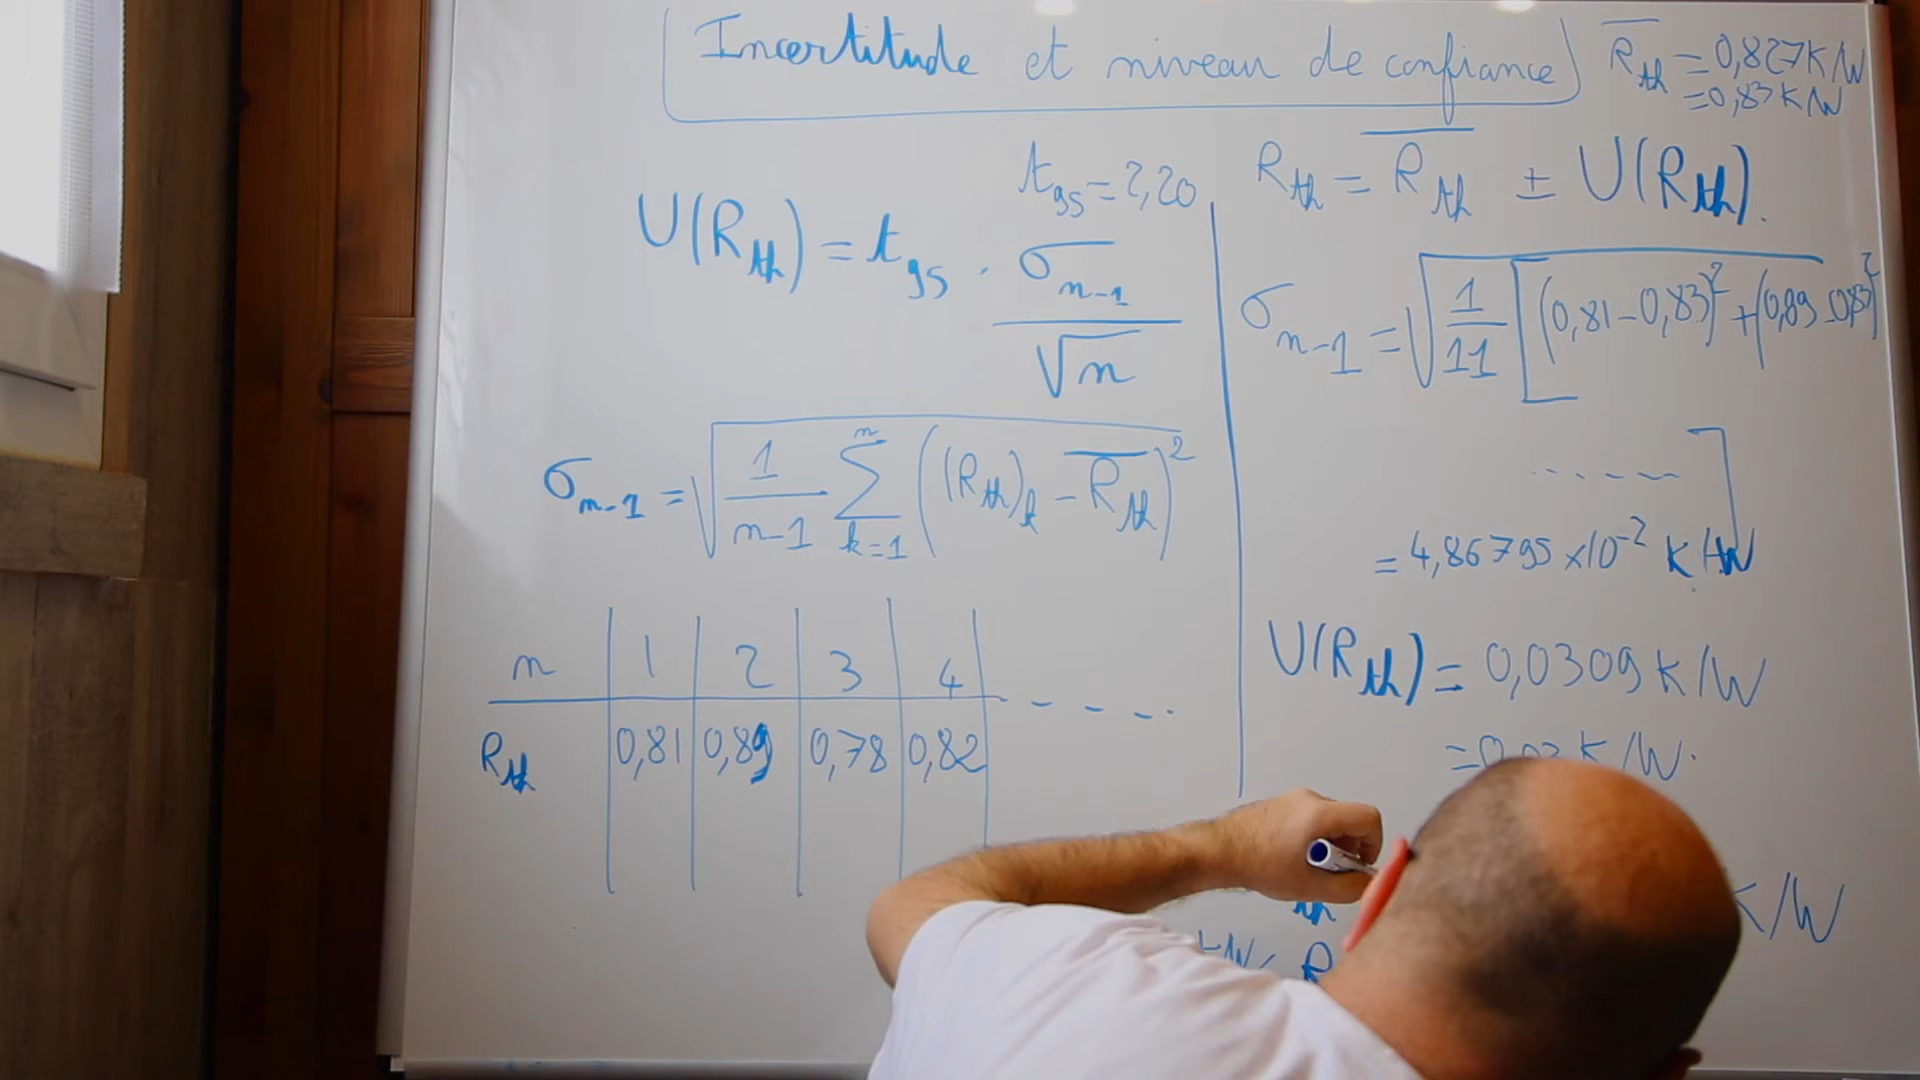 Incertitude et niveau de confiance
R̅th = 0,827 K/W
= 0,83 K/W
t95 = 2,20
U(Rth) = t95 · σn-1 / √n
σn-1 = √( 1/(n-1) Σ k=1 n ((Rth)k - R̅th)² )
n | 1 | 2 | 3 | 4 - - - -
Rth | 0,81 | 0,89 | 0,78 | 0,82
Rth = R̅th ± U(Rth).
σn-1 = √( 1/11 [ (0,81-0,83)² + (0,89-0,83)²
. . . . . ]
= 4,86795 ×10⁻² K/W
U(Rth) = 0,0309 K/W
= 0,03 K/W.
th K/W
K/W < R